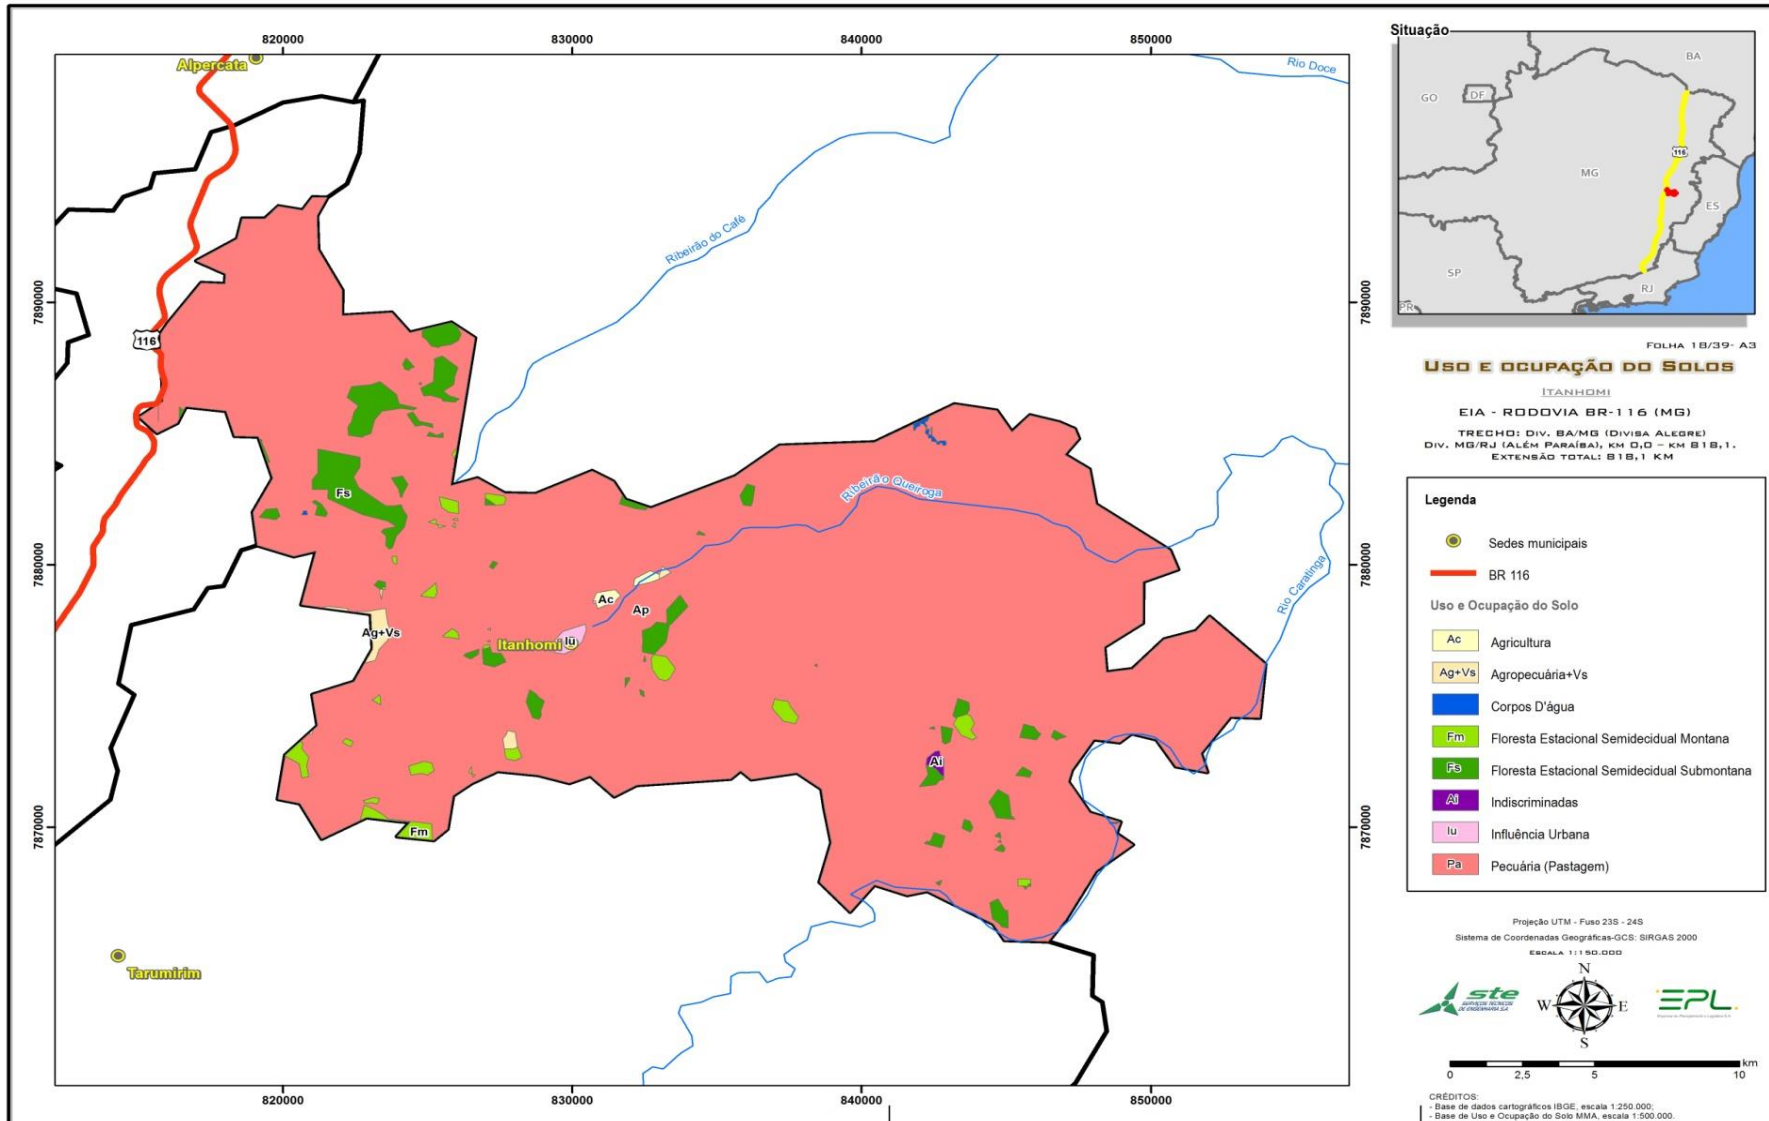 820000
830000
840000
850000
7890000
7880000
7870000
7890000
7880000
7870000
820000
830000
840000
850000
Alpercata
Rio Doce
Ribeirão do Café
116
Ribeirão Queiroga
Rio Caratinga
Fs
Ac
Ap
Ag+Vs
Itanhomi
Iu
Ai
Fm
Tarumirim
Situação
BA
GO
DF
116
MG
ES
SP
RJ
PR
FOLHA 18/39- A3
USO E OCUPAÇÃO DO SOLOS
ITANHOMI
EIA - RODOVIA BR-116 (MG)
TRECHO: DIV. BA/MG (DIVISA ALEGRE)
DIV. MG/RJ (ALÉM PARAÍBA), KM 0,0 – KM 818,1.
EXTENSÃO TOTAL: 818,1 KM
Legenda
Sedes municipais
BR 116
Uso e Ocupação do Solo
Ac Agricultura
Ag+Vs Agropecuária+Vs
Corpos D'água
Fm Floresta Estacional Semidecidual Montana
Fs Floresta Estacional Semidecidual Submontana
Ai Indiscriminadas
Iu Influência Urbana
Pa Pecuária (Pastagem)
Projeção UTM - Fuso 23S - 24S
Sistema de Coordenadas Geográficas-GCS: SIRGAS 2000
ESCALA 1:150.000
ste
SERVIÇOS TÉCNICOS
DE ENGENHARIA S.A.
N
W E
S
EPL
km
0 2.5 5 10
CRÉDITOS:
- Base de dados cartográficos IBGE, escala 1:250.000;
- Base de Uso e Ocupação do Solo MMA, escala 1:500.000.